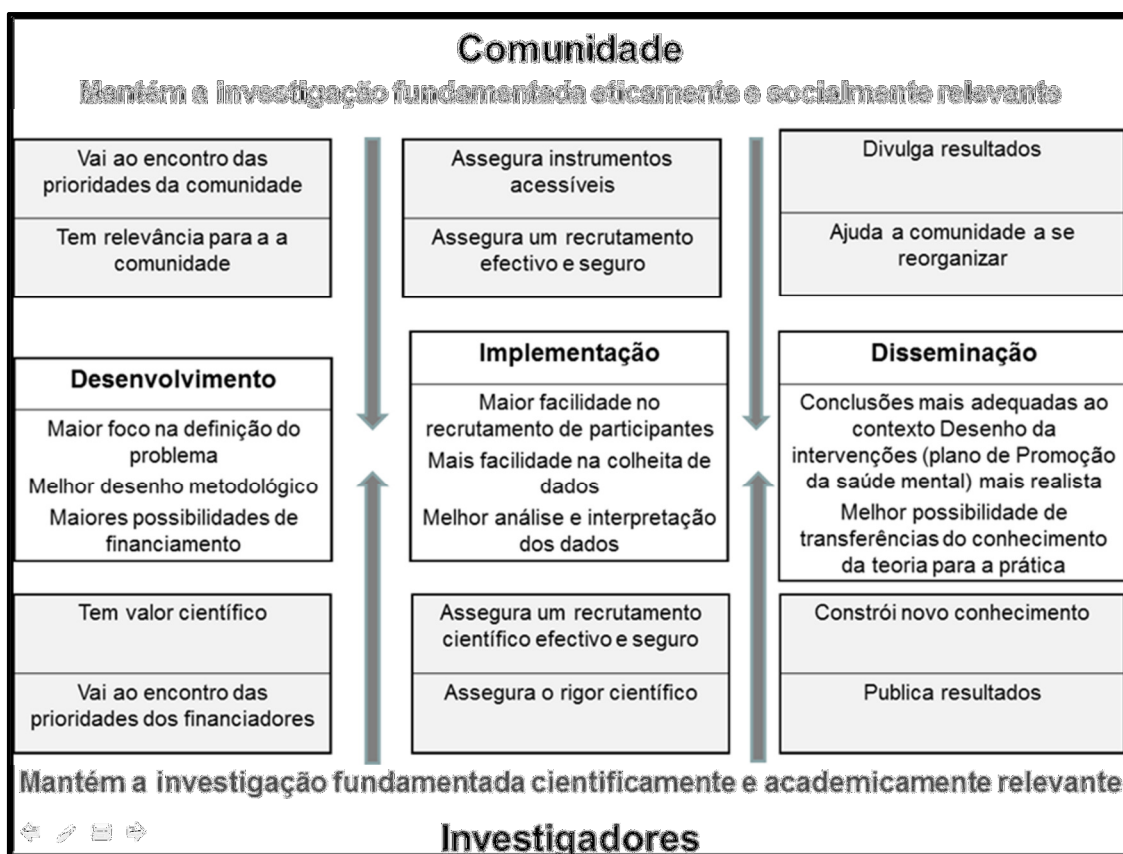 Comunidade
Mantém a investigação fundamentada eticamente e socialmente relevante
Vai ao encontro das
prioridades da comunidade
Tem relevância para a a
comunidade
Assegura instrumentos
acessíveis
Assegura um recrutamento
efectivo e seguro
Divulga resultados
Ajuda a comunidade a se
reorganizar
Desenvolvimento
Maior foco na definição do
problema
Melhor desenho metodológico
Maiores possibilidades de
financiamento
Implementação
Maior facilidade no
recrutamento de participantes
Mais facilidade na colheita de
dados
Melhor análise e interpretação
dos dados
Disseminação
Conclusões mais adequadas ao
contexto Desenho da
intervenções (plano de Promoção
da saúde mental) mais realista
Melhor possibilidade de
transferências do conhecimento
da teoria para a prática
Tem valor científico
Vai ao encontro das
prioridades dos financiadores
Assegura um recrutamento
científico efectivo e seguro
Assegura o rigor científico
Constrói novo conhecimento
Publica resultados
Mantém a investigação fundamentada cientificamente e academicamente relevante
Investigadores